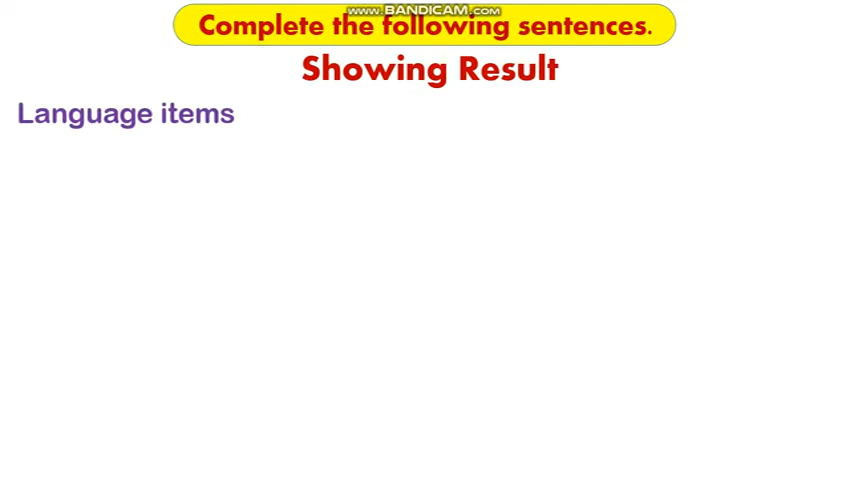 www.BANDICAM.com
Complete the following sentences.
Showing Result
Language items